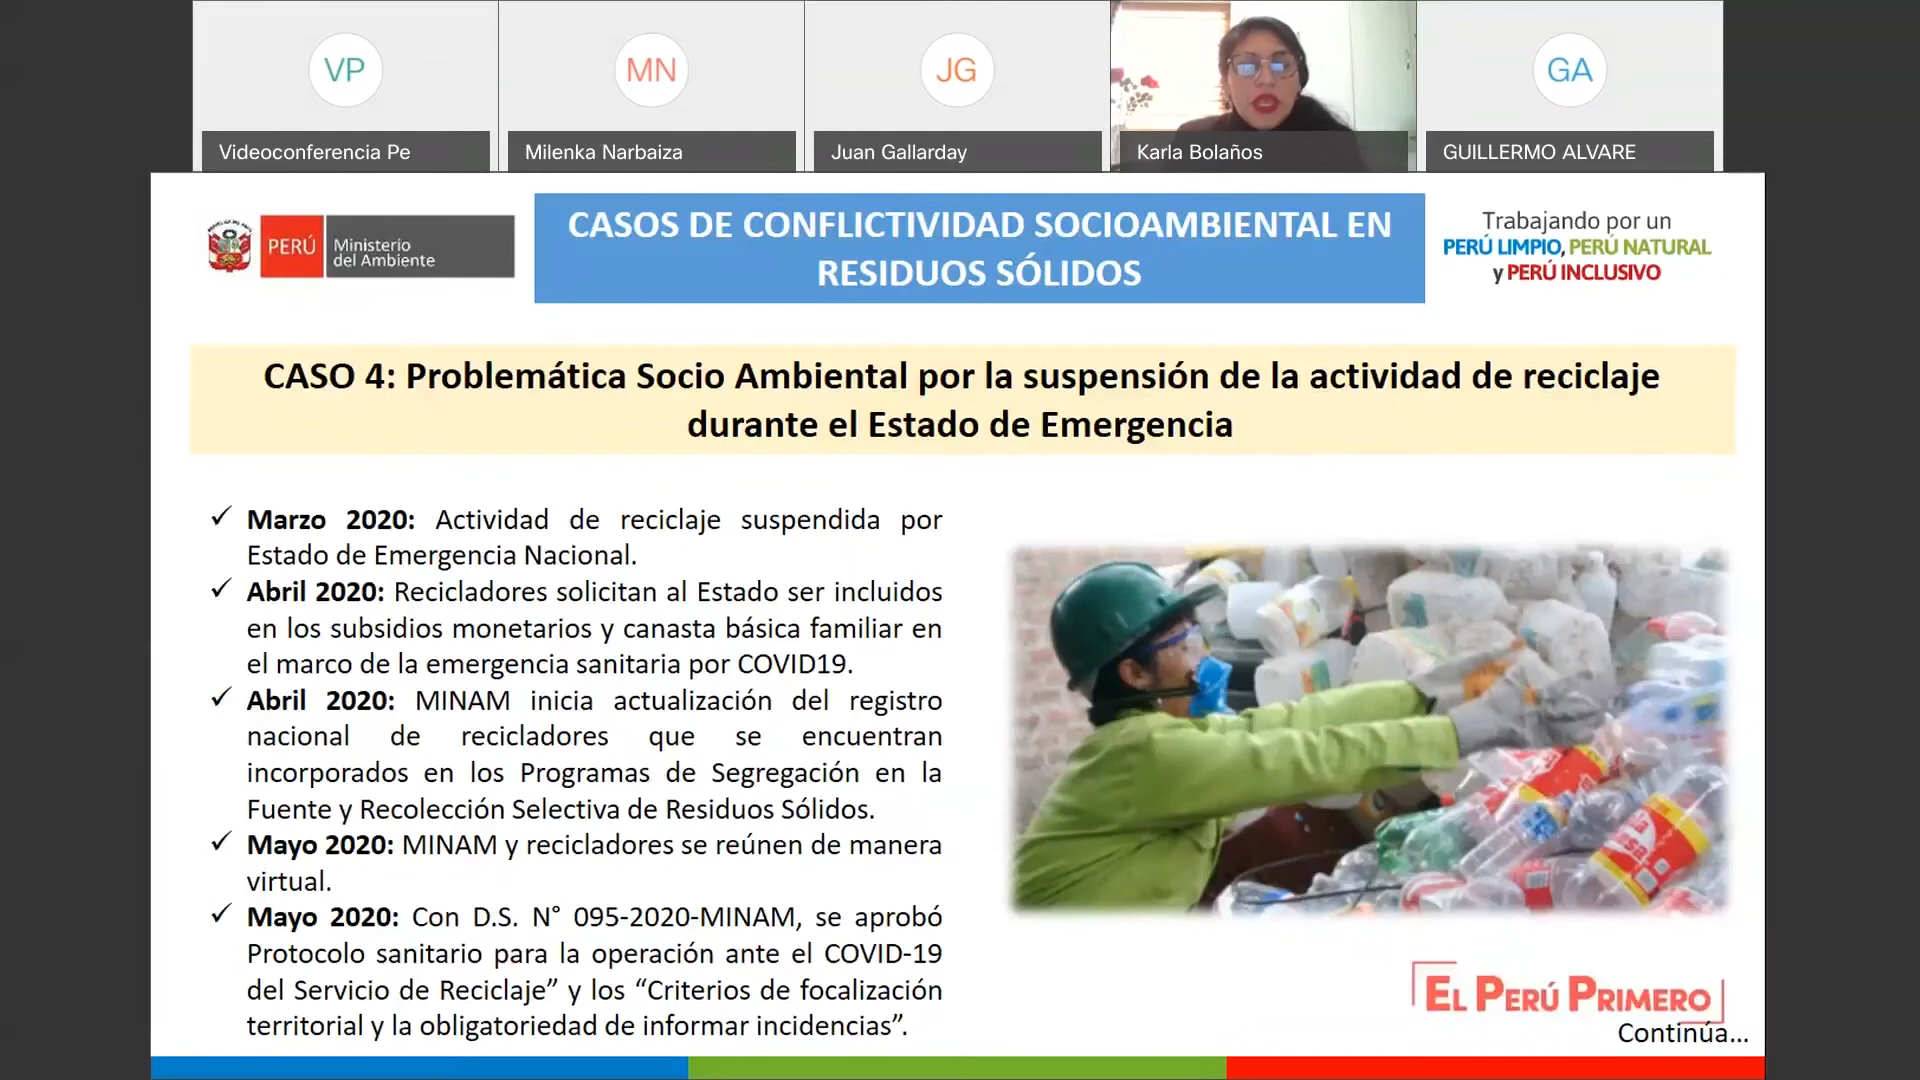 VP
MN
JG
GA
Videoconferencia Pe
Milenka Narbaiza
Juan Gallarday
Karla Bolaños
GUILLERMO ALVARE
PERÚ
Ministerio
del Ambiente
CASOS DE CONFLICTIVIDAD SOCIOAMBIENTAL EN
RESIDUOS SÓLIDOS
Trabajando por un
PERÚ LIMPIO, PERÚ NATURAL
y PERÚ INCLUSIVO
CASO 4: Problemática Socio Ambiental por la suspensión de la actividad de reciclaje
durante el Estado de Emergencia
✓ Marzo 2020: Actividad de reciclaje suspendida por
Estado de Emergencia Nacional.
✓ Abril 2020: Recicladores solicitan al Estado ser incluidos
en los subsidios monetarios y canasta básica familiar en
el marco de la emergencia sanitaria por COVID19.
✓ Abril 2020: MINAM inicia actualización del registro
nacional de recicladores que se encuentran
incorporados en los Programas de Segregación en la
Fuente y Recolección Selectiva de Residuos Sólidos.
✓ Mayo 2020: MINAM y recicladores se reúnen de manera
virtual.
✓ Mayo 2020: Con D.S. N° 095-2020-MINAM, se aprobó
Protocolo sanitario para la operación ante el COVID-19
del Servicio de Reciclaje” y los “Criterios de focalización
territorial y la obligatoriedad de informar incidencias”.
EL PERÚ PRIMERO
Continúa...